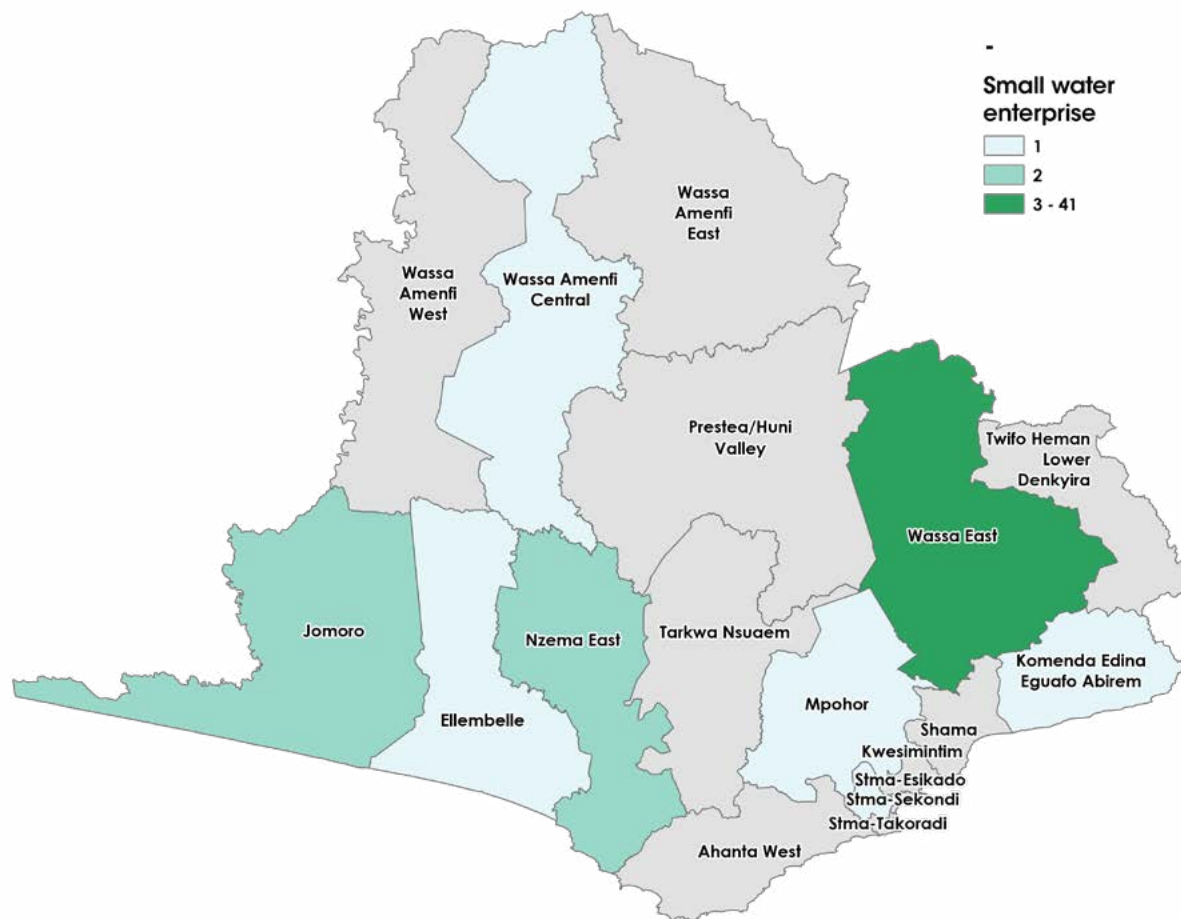 -
Small water
enterprise
1
2
3 - 41
Wassa
Amenfi
East
Wassa
Amenfi
West
Wassa Amenfi
Central
Prestea/Huni
Valley
Twifo Heman
Lower
Denkyira
Wassa East
Jomoro
Nzema East
Tarkwa Nsuaem
Komenda Edina
Eguafo Abirem
Ellembelle
Mpohor
Shama
Kwesimintim
Stma-Esikado
Stma-Sekondi
Stma-Takoradi
Ahanta West